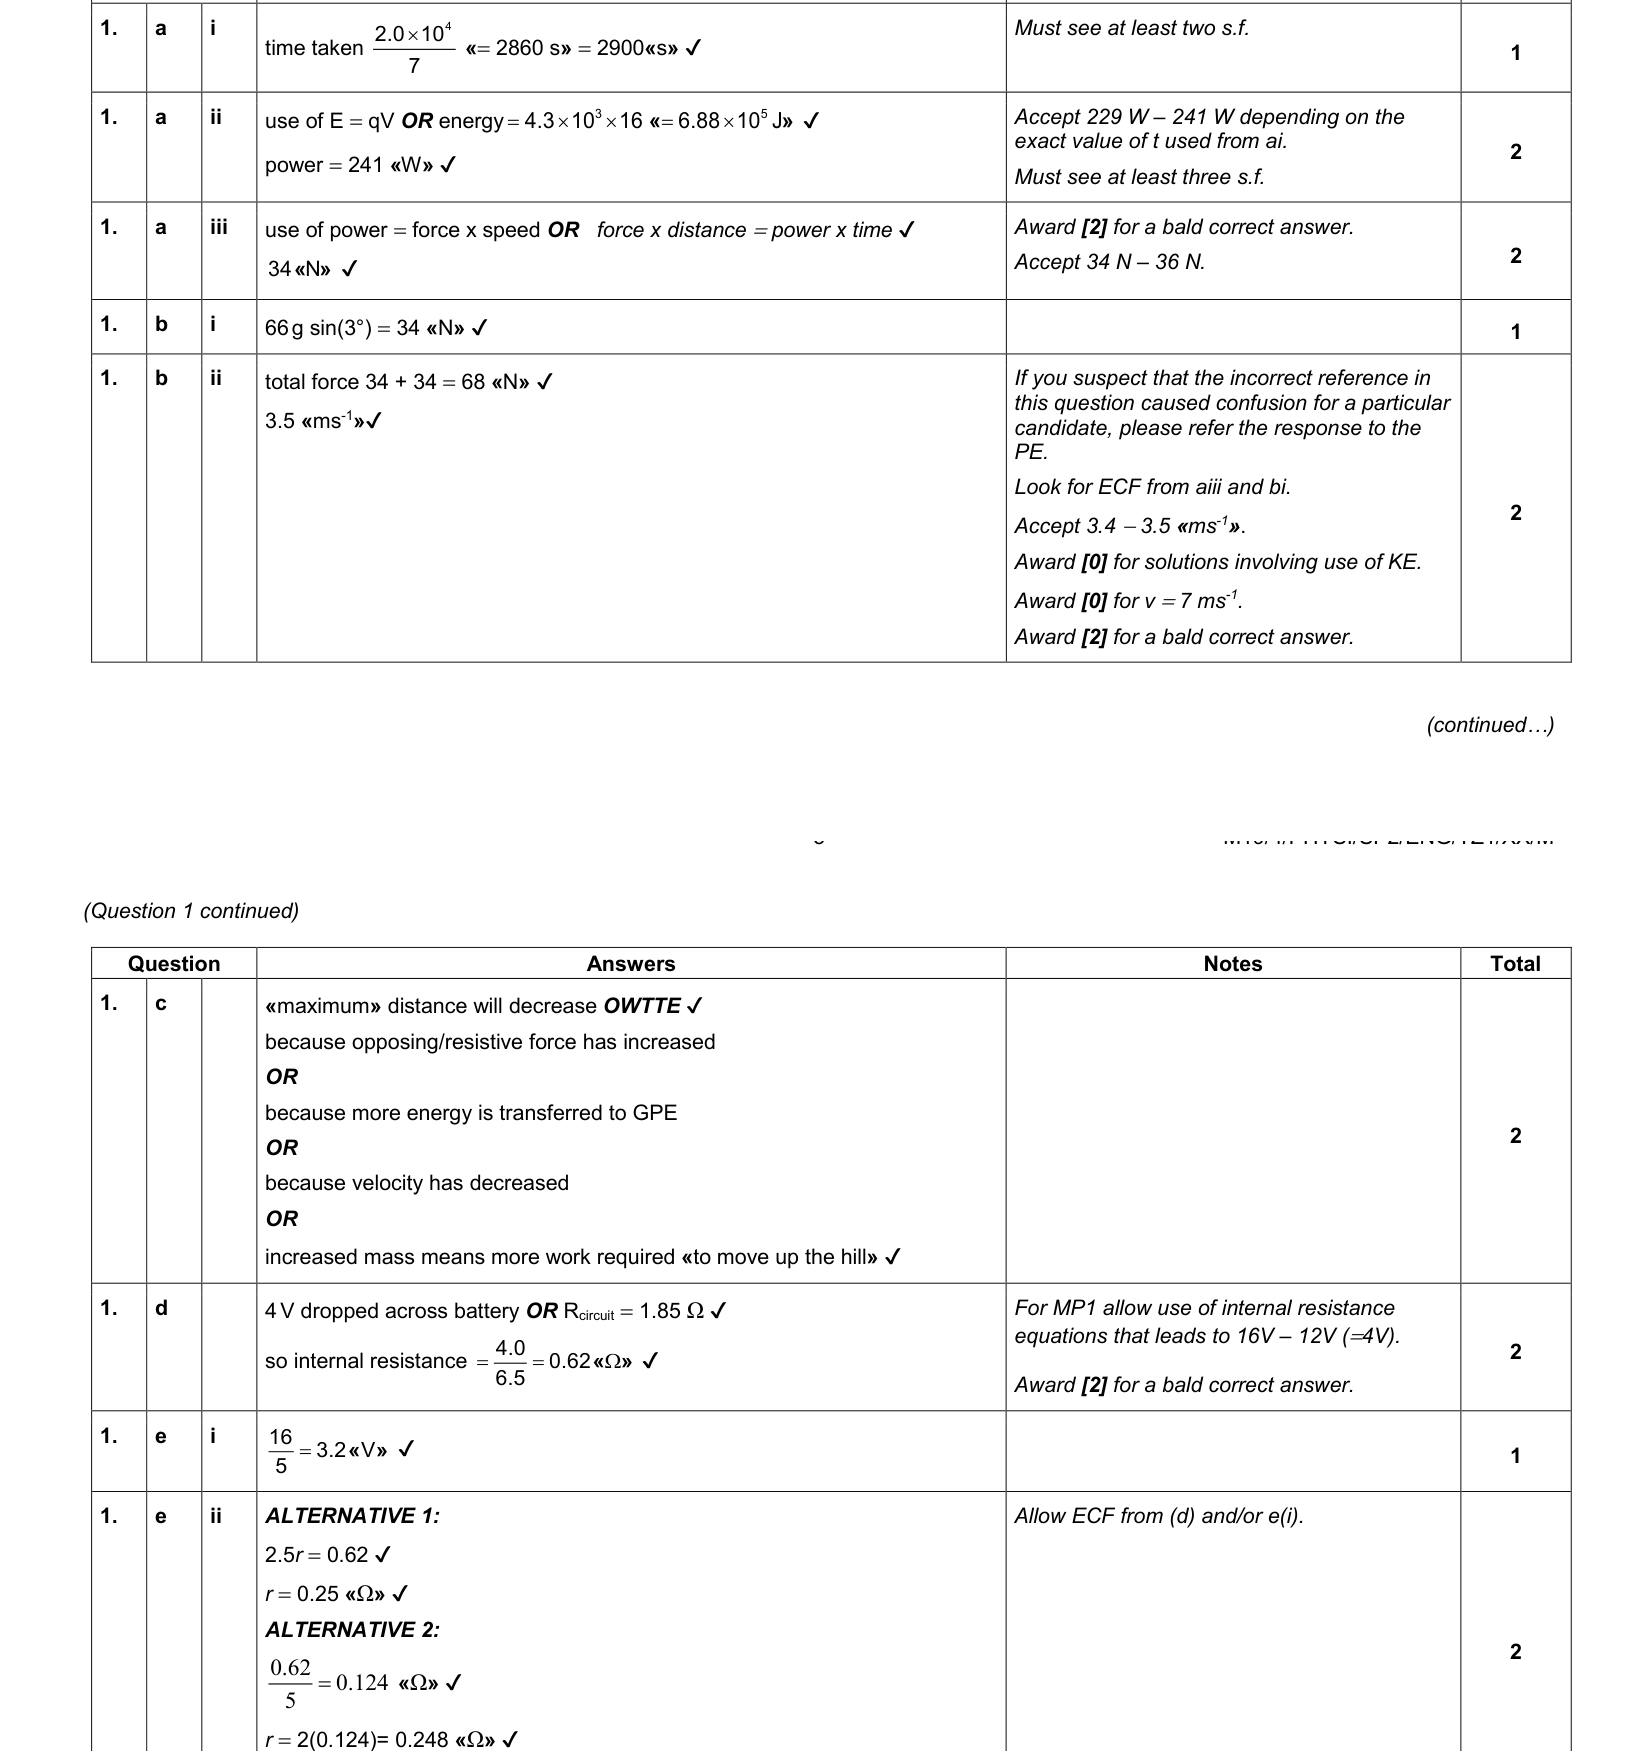 1. a i time taken 2.0×10⁴/7 «= 2860 s» = 2900«s» ✓ Must see at least two s.f. 1
1. a ii use of E = qV OR energy = 4.3×10³×16 «= 6.88×10⁵ J» ✓ Accept 229 W – 241 W depending on the
exact value of t used from ai.
power = 241 «W» ✓ Must see at least three s.f.
2
1. a iii use of power = force x speed OR force x distance = power x time ✓ Award [2] for a bald correct answer.
34«N» ✓ Accept 34 N – 36 N.
2
1. b i 66g sin(3°) = 34 «N» ✓ 1
1. b ii total force 34 + 34 = 68 «N» ✓
3.5 «ms⁻¹»✓
If you suspect that the incorrect reference in
this question caused confusion for a particular
candidate, please refer the response to the
PE.
Look for ECF from aiii and bi.
Accept 3.4 – 3.5 «ms⁻¹».
Award [0] for solutions involving use of KE.
Award [0] for v = 7 ms⁻¹.
Award [2] for a bald correct answer.
2
(continued…)
(Question 1 continued)
Question Answers Notes Total
1. c «maximum» distance will decrease OWTTE ✓
because opposing/resistive force has increased
OR
because more energy is transferred to GPE
OR
because velocity has decreased
OR
increased mass means more work required «to move up the hill» ✓
2
1. d 4V dropped across battery OR Rcircuit = 1.85 Ω ✓
so internal resistance = 4.0/6.5 = 0.62«Ω» ✓
For MP1 allow use of internal resistance
equations that leads to 16V – 12V (=4V).
Award [2] for a bald correct answer.
2
1. e i 16/5 = 3.2«V» ✓ 1
1. e ii ALTERNATIVE 1:
2.5r = 0.62 ✓
r = 0.25 «Ω» ✓
ALTERNATIVE 2:
0.62/5 = 0.124 «Ω» ✓
r = 2(0.124)= 0.248 «Ω» ✓
Allow ECF from (d) and/or e(i).
2